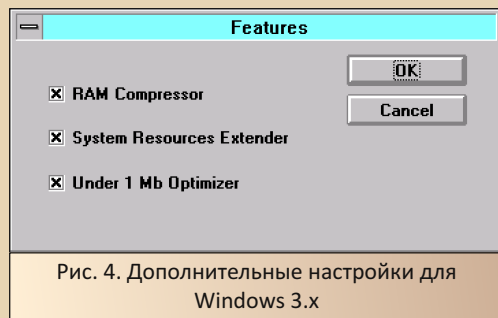 Features
OK
RAM Compressor
Cancel
System Resources Extender
Under 1 Mb Optimizer
Рис. 4. Дополнительные настройки для
Windows 3.x